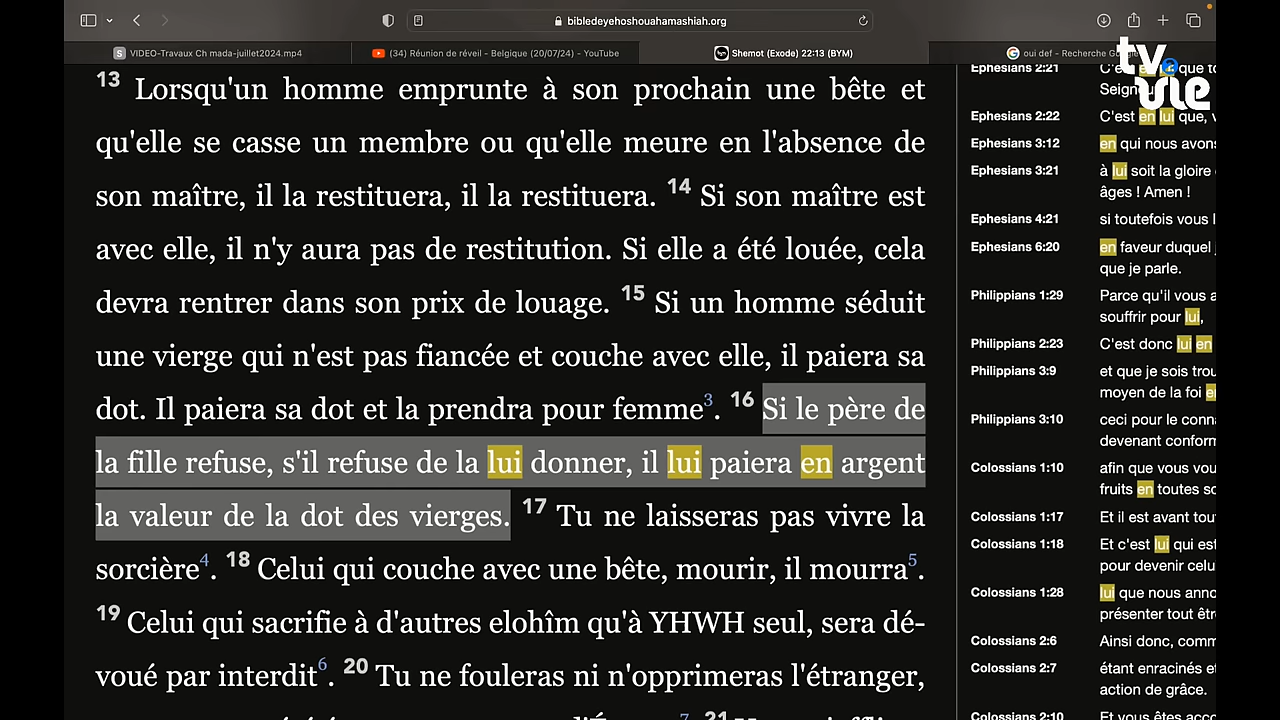 bibledeyehoshouahamashiah.org
VIDEO-Travaux Ch mada-juillet2024.mp4
(34) Réunion de réveil - Belgique (20/07/24) - YouTube
Shemot (Exode) 22:13 (BYM)
oui def - Recherche
tv
vie
13 Lorsqu'un homme emprunte à son prochain une bête et
qu'elle se casse un membre ou qu'elle meure en l'absence de
son maître, il la restituera, il la restituera. 14 Si son maître est
avec elle, il n'y aura pas de restitution. Si elle a été louée, cela
devra rentrer dans son prix de louage. 15 Si un homme séduit
une vierge qui n'est pas fiancée et couche avec elle, il paiera sa
dot. Il paiera sa dot et la prendra pour femme3. 16 Si le père de
la fille refuse, s'il refuse de la lui donner, il lui paiera en argent
la valeur de la dot des vierges. 17 Tu ne laisseras pas vivre la
sorcière4. 18 Celui qui couche avec une bête, mourir, il mourra5.
19 Celui qui sacrifie à d'autres elohîm qu'à YHWH seul, sera dé-
voué par interdit6. 20 Tu ne fouleras ni n'opprimeras l'étranger,
Ephesians 2:21
Ephesians 2:22 C'est en lui que,
Ephesians 3:12 en qui nous avons
Ephesians 3:21 à lui soit la gloire
âges ! Amen !
Ephesians 4:21 si toutefois vous
Ephesians 6:20 en faveur duquel
que je parle.
Philippians 1:29 Parce qu'il vous a
souffrir pour lui,
Philippians 2:23 C'est donc lui en
Philippians 3:9 et que je sois
moyen de la foi
Philippians 3:10 ceci pour le
devenant
Colossians 1:10 afin que vous
fruits en toutes
Colossians 1:17 Et il est avant
Colossians 1:18 Et c'est lui qui est
pour devenir
Colossians 1:28 lui que nous
présenter tout
Colossians 2:6 Ainsi donc,
Colossians 2:7 étant enracinés
action de grâce.
Colossians 2:10 Et vous êtes